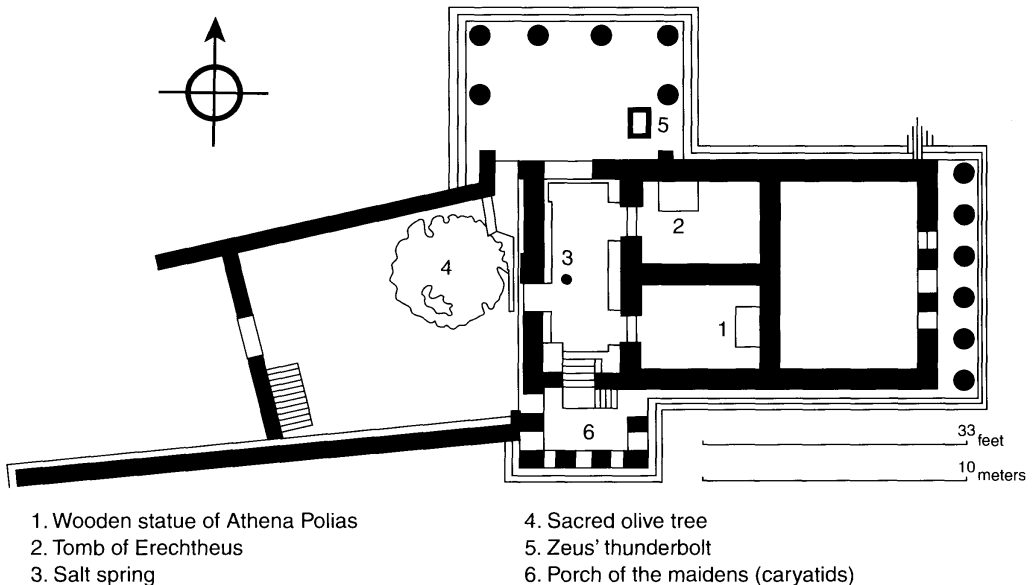 5
2
4
3
1
6
33 feet
10 meters
1. Wooden statue of Athena Polias
2. Tomb of Erechtheus
3. Salt spring
4. Sacred olive tree
5. Zeus’ thunderbolt
6. Porch of the maidens (caryatids)